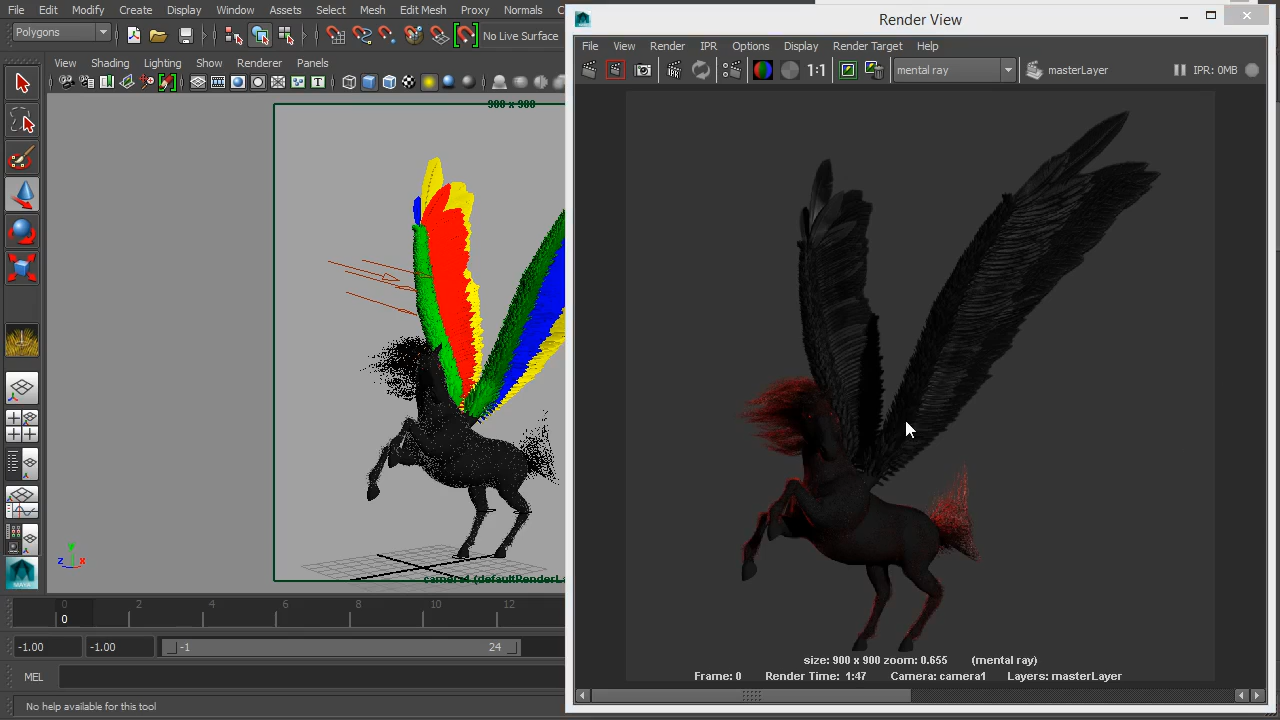 File Edit Modify Create Display Window Assets Select Mesh Edit Mesh Proxy Normals
Polygons
No Live Surface
View Shading Lighting Show Renderer Panels
900 x 900
camera4 (defaultRenderL
0 2 4 6 8 10 12
0
-1.00 -1.00 -1 24
MEL
No help available for this tool
Render View
File View Render IPR Options Display Render Target Help
1:1 mental ray masterLayer IPR: 0MB
size: 900 x 900 zoom: 0.655 (mental ray)
Frame: 0 Render Time: 1:47 Camera: camera1 Layers: masterLayer